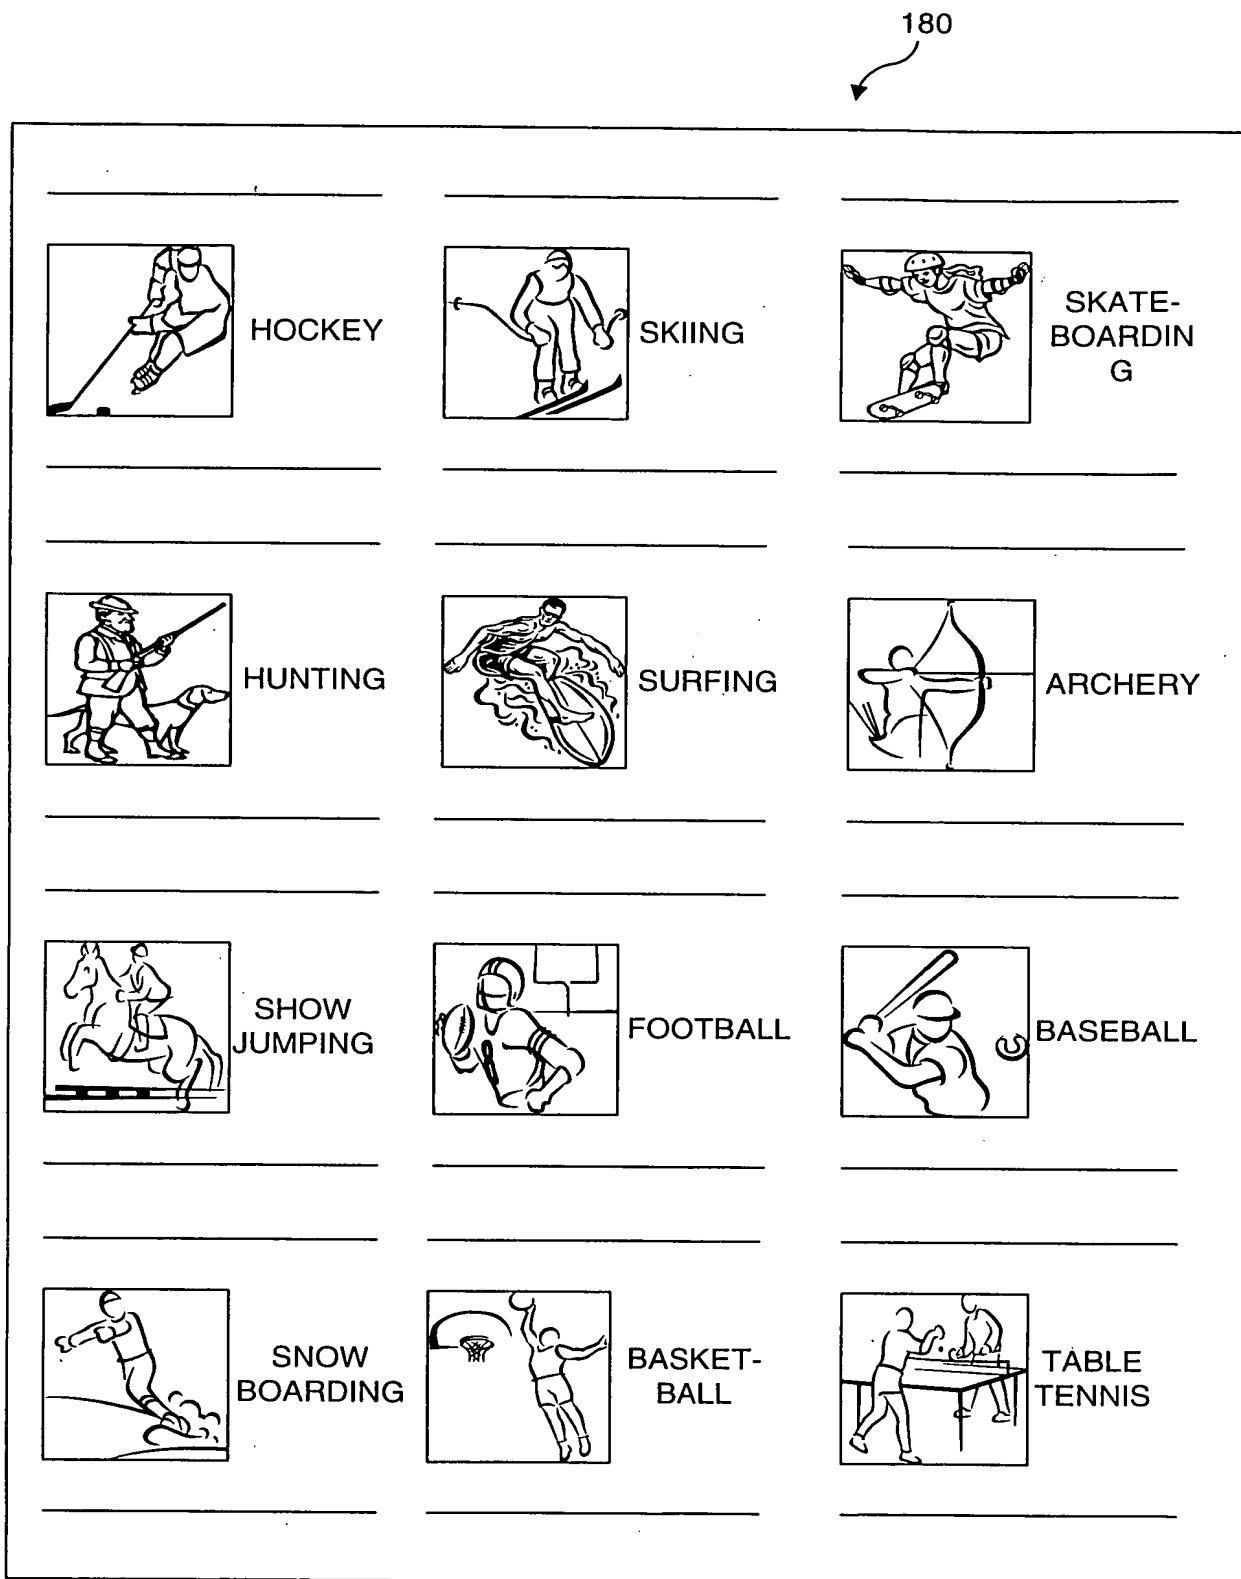 180
HOCKEY
SKIING
SKATE-
BOARDIN
G
HUNTING
SURFING
ARCHERY
SHOW
JUMPING
FOOTBALL
BASEBALL
SNOW
BOARDING
BASKET-
BALL
TABLE
TENNIS